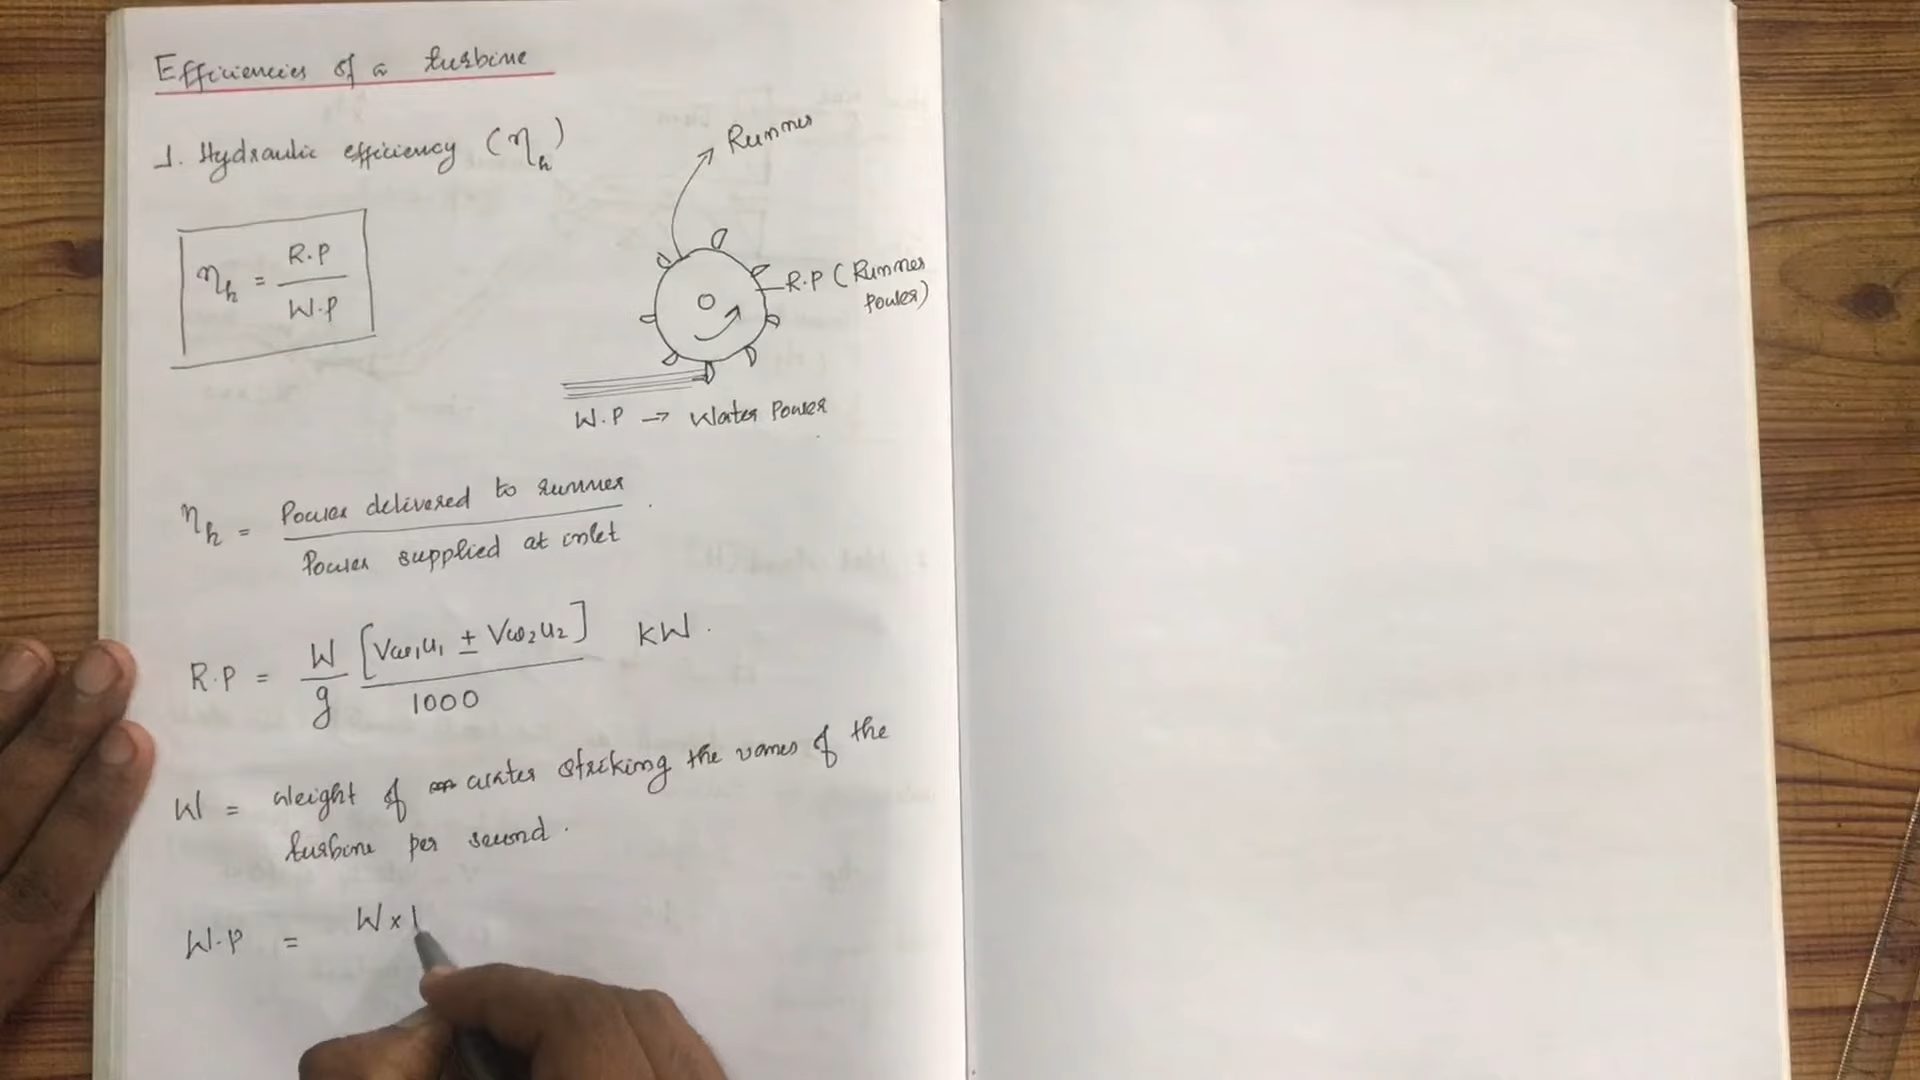 Efficiencies of a turbine
1. Hydraulic efficiency (ηh)
Runner
ηh = R.P / W.P
R.P (Runner
Power)
W.P → Water Power
ηh = Power delivered to runner / Power supplied at inlet
R.P = W / g [Vw1u1 ± Vw2u2] / 1000 KW.
W = Weight of water striking the vanes of the
turbine per second.
W.P = W ×